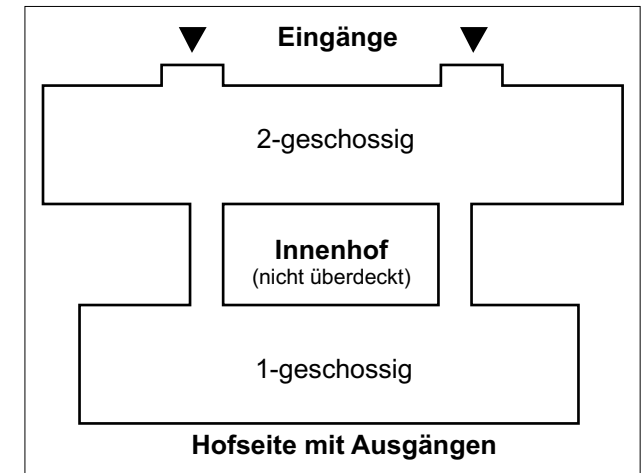 Eingänge
2-geschossig
Innenhof
(nicht überdeckt)
1-geschossig
Hofseite mit Ausgängen